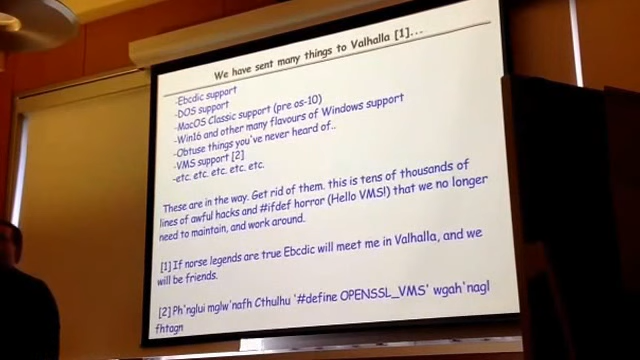 We have sent many things to Valhalla [1]...
-Ebcdic support
-DOS support
-MacOS Classic support (pre os-10)
-Win16 and other many flavours of Windows support
-Obtuse things you've never heard of..
-VMS support [2]
-etc. etc. etc. etc. etc.
These are in the way. Get rid of them. this is tens of thousands of
lines of awful hacks and #ifdef horror (Hello VMS!) that we no longer
need to maintain, and work around.
[1] If norse legends are true Ebcdic will meet me in Valhalla, and we
will be friends.
[2] Ph'nglui mglw'nafh Cthulhu '#define OPENSSL_VMS' wgah'nagl
fhtagn